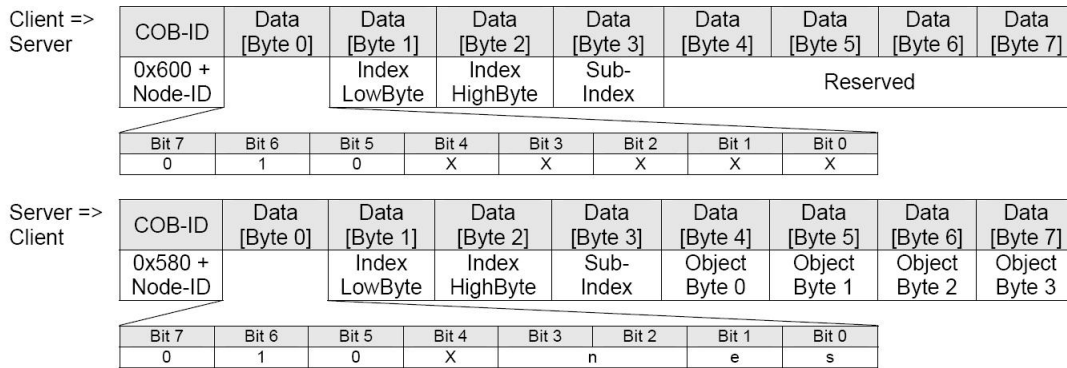 Client => Server
COB-ID Data [Byte 0] Data [Byte 1] Data [Byte 2] Data [Byte 3] Data [Byte 4] Data [Byte 5] Data [Byte 6] Data [Byte 7]
0x600 + Node-ID Index LowByte Index HighByte Sub-Index Reserved
Bit 7 Bit 6 Bit 5 Bit 4 Bit 3 Bit 2 Bit 1 Bit 0
0 1 0 X X X X X
Server => Client
COB-ID Data [Byte 0] Data [Byte 1] Data [Byte 2] Data [Byte 3] Data [Byte 4] Data [Byte 5] Data [Byte 6] Data [Byte 7]
0x580 + Node-ID Index LowByte Index HighByte Sub-Index Object Byte 0 Object Byte 1 Object Byte 2 Object Byte 3
Bit 7 Bit 6 Bit 5 Bit 4 Bit 3 Bit 2 Bit 1 Bit 0
0 1 0 X n e s